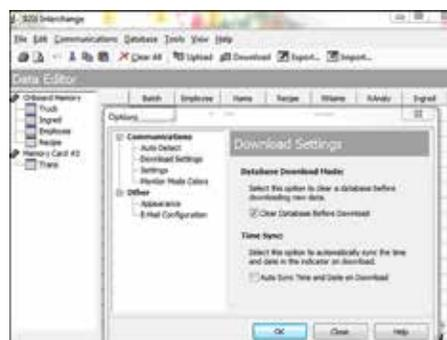 920i Interchange
File Edit Communications Database Tools View Help
Clear All Upload Download Export... Import...
Data Editor
Onboard Memory
Truck
Ingred
Employee
Recipe
Memory Card #2
Trans
Batch Employee Name Recipe RName Ingred
Options
Communications
Auto Detect
Download Settings
Settings
Monitor Mode Colors
Other
Appearance
E-Mail Configuration
Download Settings
Database Download Mode:
Select this option to clear a database before
downloading new data.
Clear Database Before Download
Time Sync:
Select this option to automatically sync the time
and date in the indicator on download.
Auto Sync Time and Date on Download
OK Close Help